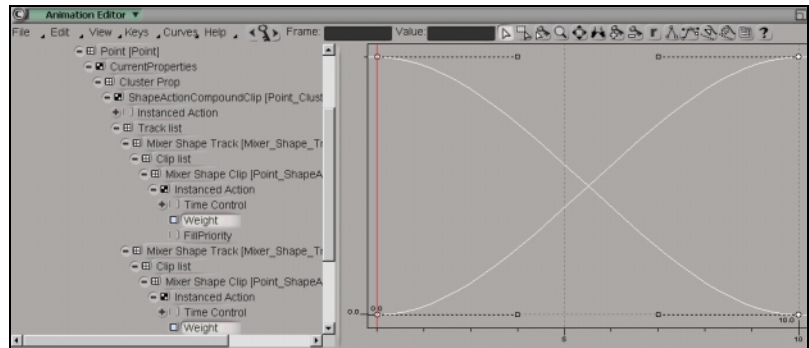 Animation Editor
File Edit View Keys Curves Help Frame: Value: r ?
Point [Point]
CurrentProperties
Cluster Prop
ShapeActionCompoundClip [Point_Clust
Instanced Action
Track list
Mixer Shape Track [Mixer_Shape_Tr
Clip list
Mixer Shape Clip [Point_ShapeA
Instanced Action
Time Control
Weight
FillPriority
Mixer Shape Track [Mixer_Shape_Tr
Clip list
Mixer Shape Clip [Point_ShapeA
Instanced Action
Time Control
Weight
0.0
0.0
10.0
5
10